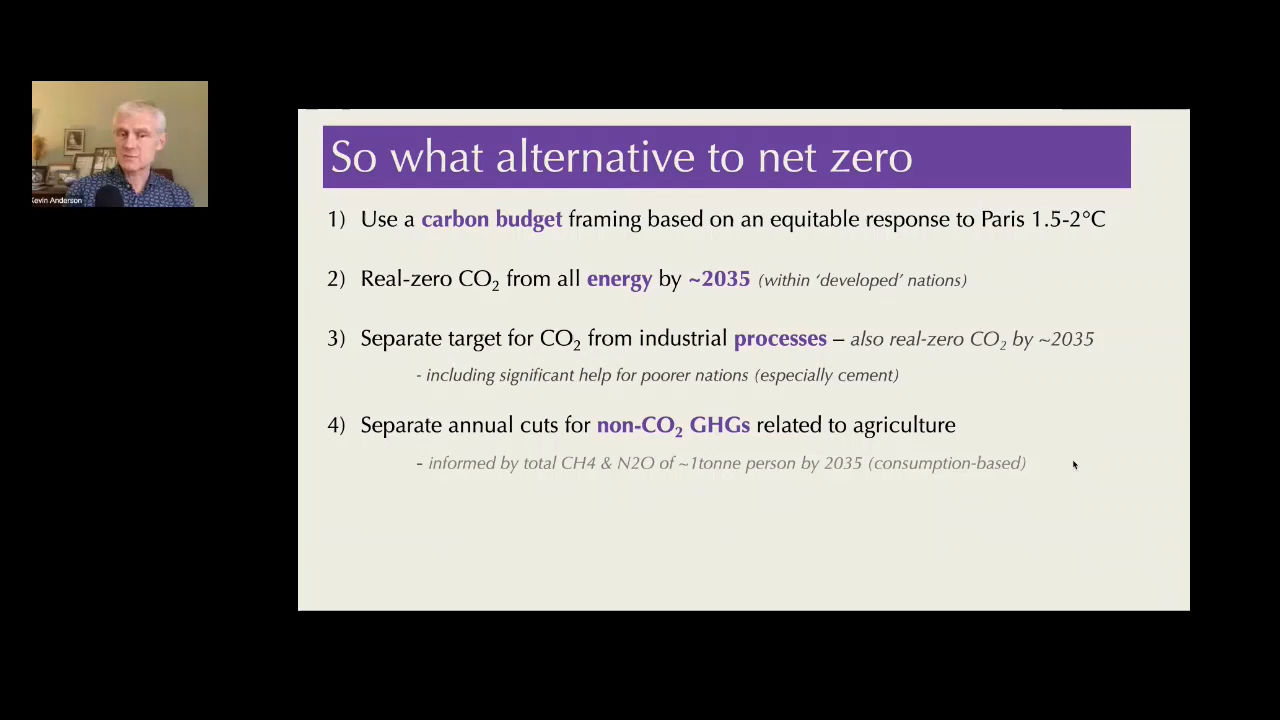 Kevin Anderson
So what alternative to net zero
1) Use a carbon budget framing based on an equitable response to Paris 1.5-2°C
2) Real-zero CO₂ from all energy by ~2035 (within ‘developed’ nations)
3) Separate target for CO₂ from industrial processes – also real-zero CO₂ by ~2035
- including significant help for poorer nations (especially cement)
4) Separate annual cuts for non-CO₂ GHGs related to agriculture
- informed by total CH4 & N2O of ~1tonne person by 2035 (consumption-based)